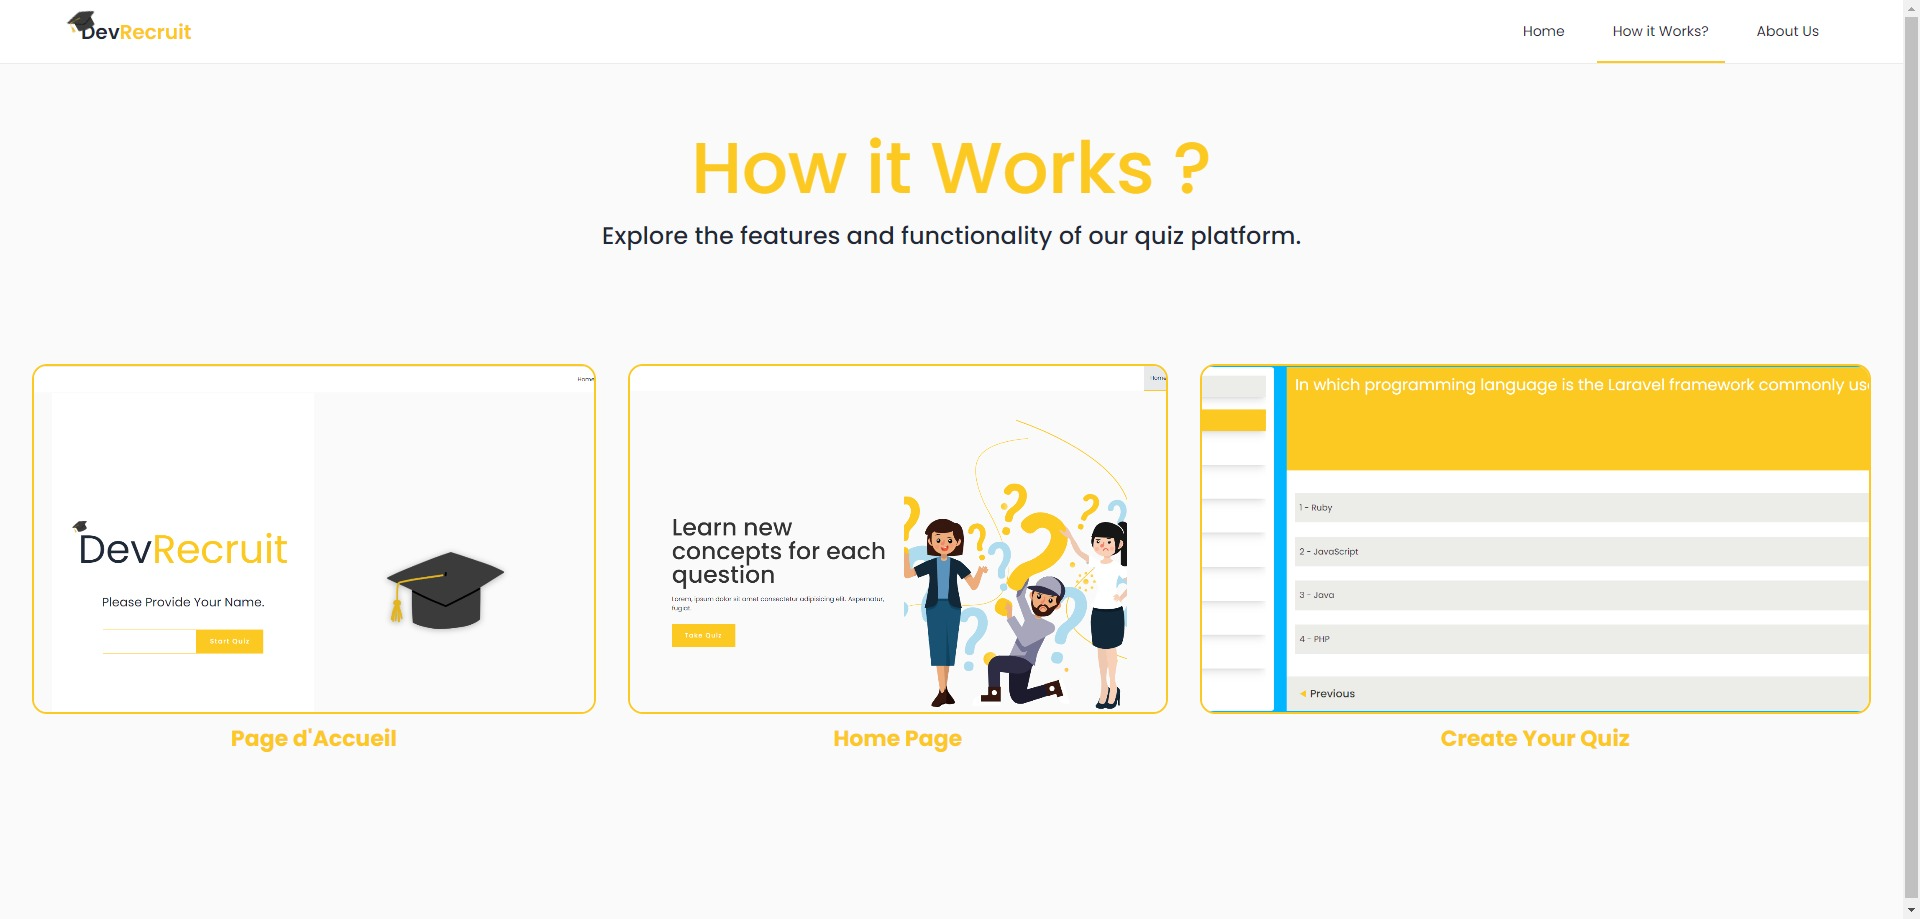 DevRecruit
Home
How it Works?
About Us
How it Works ?
Explore the features and functionality of our quiz platform.
Home
DevRecruit
Please Provide Your Name.
Start Quiz
Page d'Accueil
Home
Learn new
concepts for each
question
Lorem, ipsum dolor sit amet consectetur adipisicing elit. Aspernatur,
fugiat.
Take Quiz
Home Page
In which programming language is the Laravel framework commonly us
1 - Ruby
2 - JavaScript
3 - Java
4 - PHP
Previous
Create Your Quiz